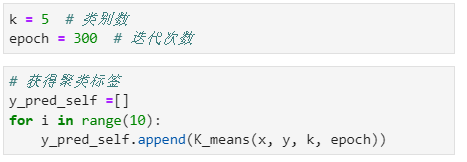 k = 5  # 类别数
epoch = 300  # 迭代次数
# 获得聚类标签
y_pred_self =[]
for i in range(10):
    y_pred_self.append(K_means(x, y, k, epoch))